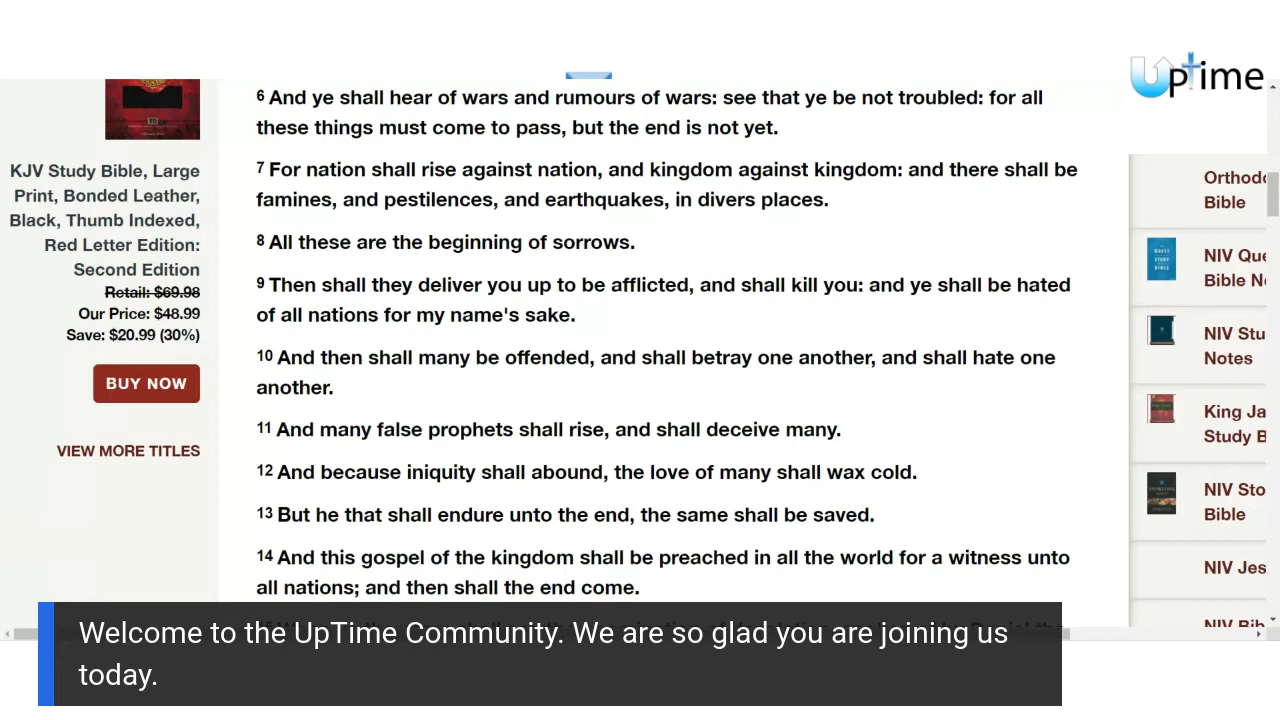 UpTime
6 And ye shall hear of wars and rumours of wars: see that ye be not troubled: for all
these things must come to pass, but the end is not yet.
7 For nation shall rise against nation, and kingdom against kingdom: and there shall be
famines, and pestilences, and earthquakes, in divers places.
8 All these are the beginning of sorrows.
9 Then shall they deliver you up to be afflicted, and shall kill you: and ye shall be hated
of all nations for my name's sake.
10 And then shall many be offended, and shall betray one another, and shall hate one
another.
11 And many false prophets shall rise, and shall deceive many.
12 And because iniquity shall abound, the love of many shall wax cold.
13 But he that shall endure unto the end, the same shall be saved.
14 And this gospel of the kingdom shall be preached in all the world for a witness unto
all nations; and then shall the end come.
KJV Study Bible, Large
Print, Bonded Leather,
Black, Thumb Indexed,
Red Letter Edition:
Second Edition
Retail: $69.98
Our Price: $48.99
Save: $20.99 (30%)
BUY NOW
VIEW MORE TITLES
Orthodo
Bible
NIV Que
Bible No
NIV Stu
Notes
King Ja
Study B
NIV Sto
Bible
NIV Jes
NIV Bib
Welcome to the UpTime Community. We are so glad you are joining us
today.